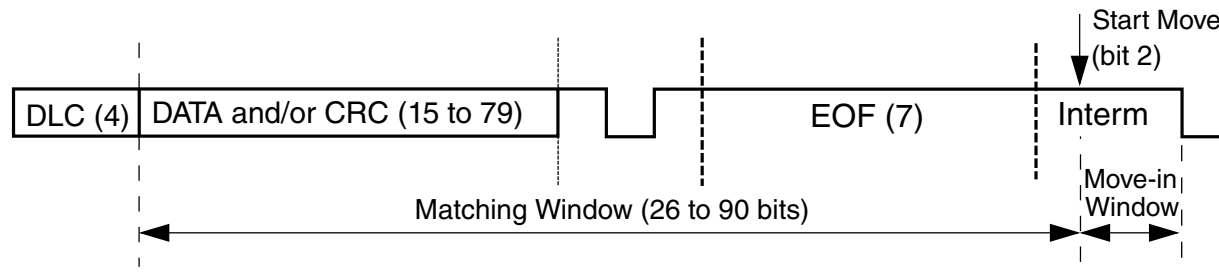 Start Move
(bit 2)
DLC (4)
DATA and/or CRC (15 to 79)
EOF (7)
Interm
Matching Window (26 to 90 bits)
Move-in
Window